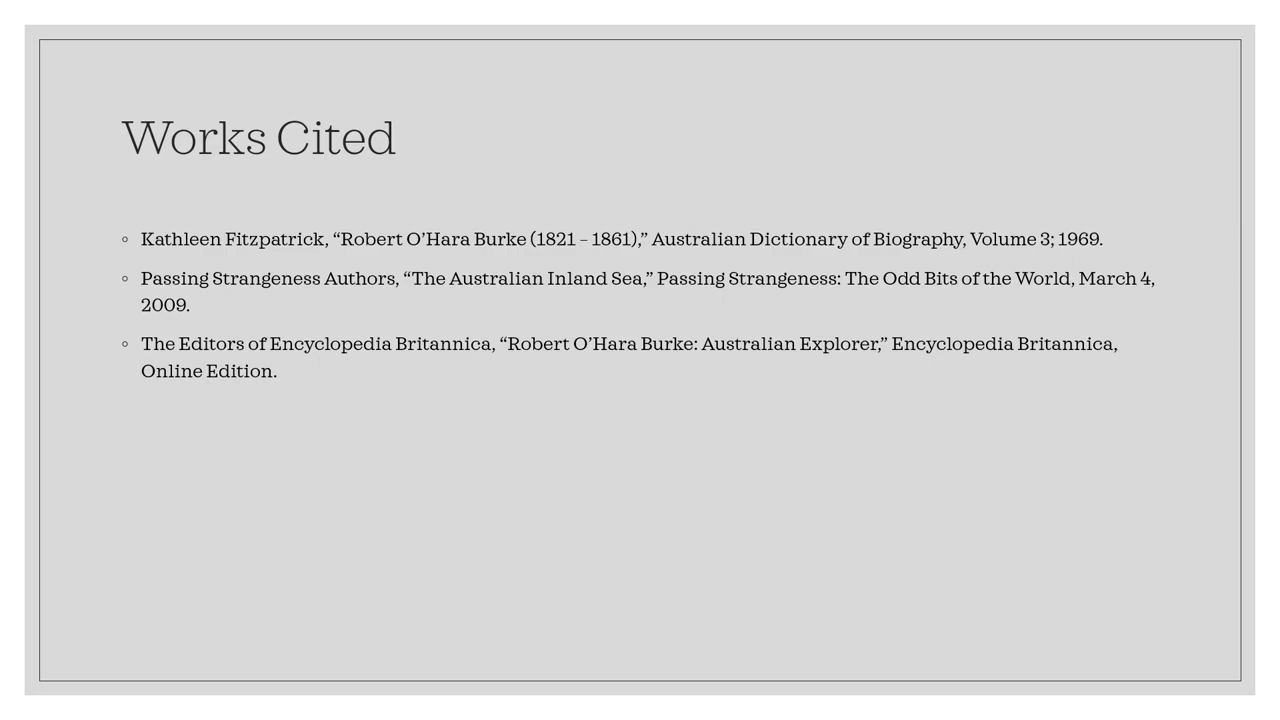 Works Cited
◦ Kathleen Fitzpatrick, “Robert O’Hara Burke (1821 – 1861),” Australian Dictionary of Biography, Volume 3; 1969.
◦ Passing Strangeness Authors, “The Australian Inland Sea,” Passing Strangeness: The Odd Bits of the World, March 4,
2009.
◦ The Editors of Encyclopedia Britannica, “Robert O’Hara Burke: Australian Explorer,” Encyclopedia Britannica,
Online Edition.